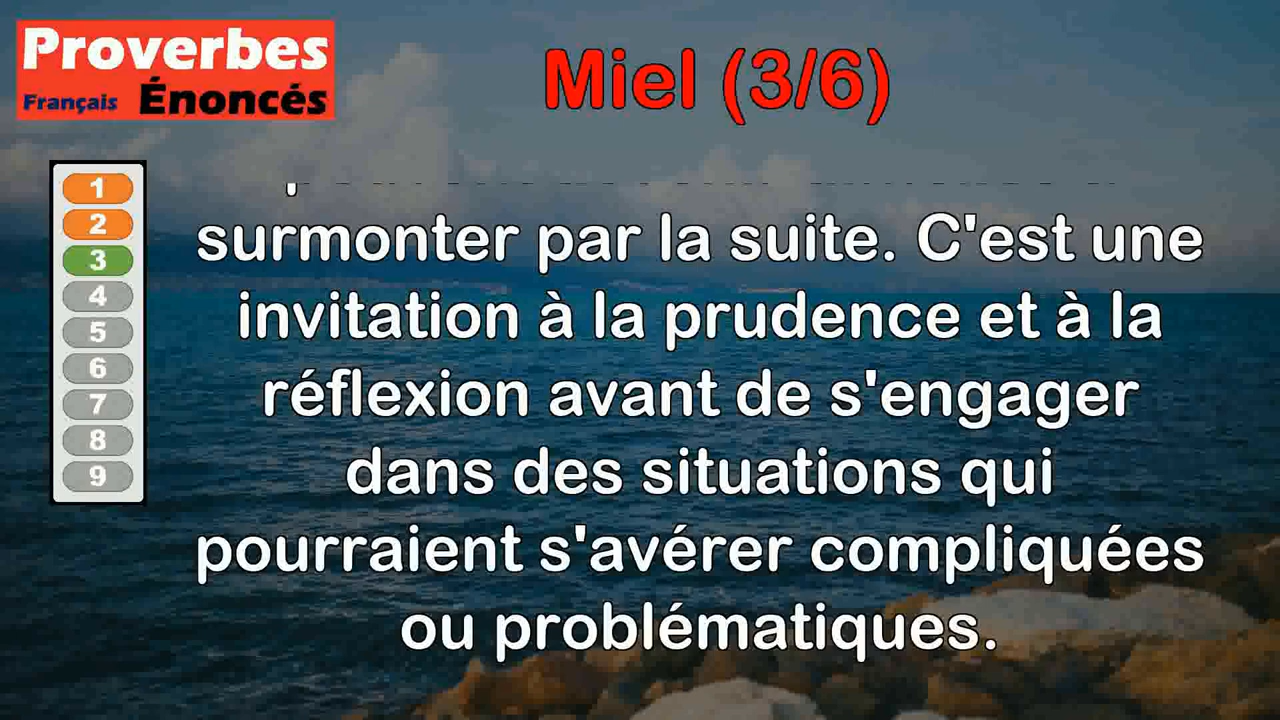 Proverbes
Français Énoncés
Miel (3/6)
1
2
3
4
5
6
7
8
9
surmonter par la suite. C'est une
invitation à la prudence et à la
réflexion avant de s'engager
dans des situations qui
pourraient s'avérer compliquées
ou problématiques.